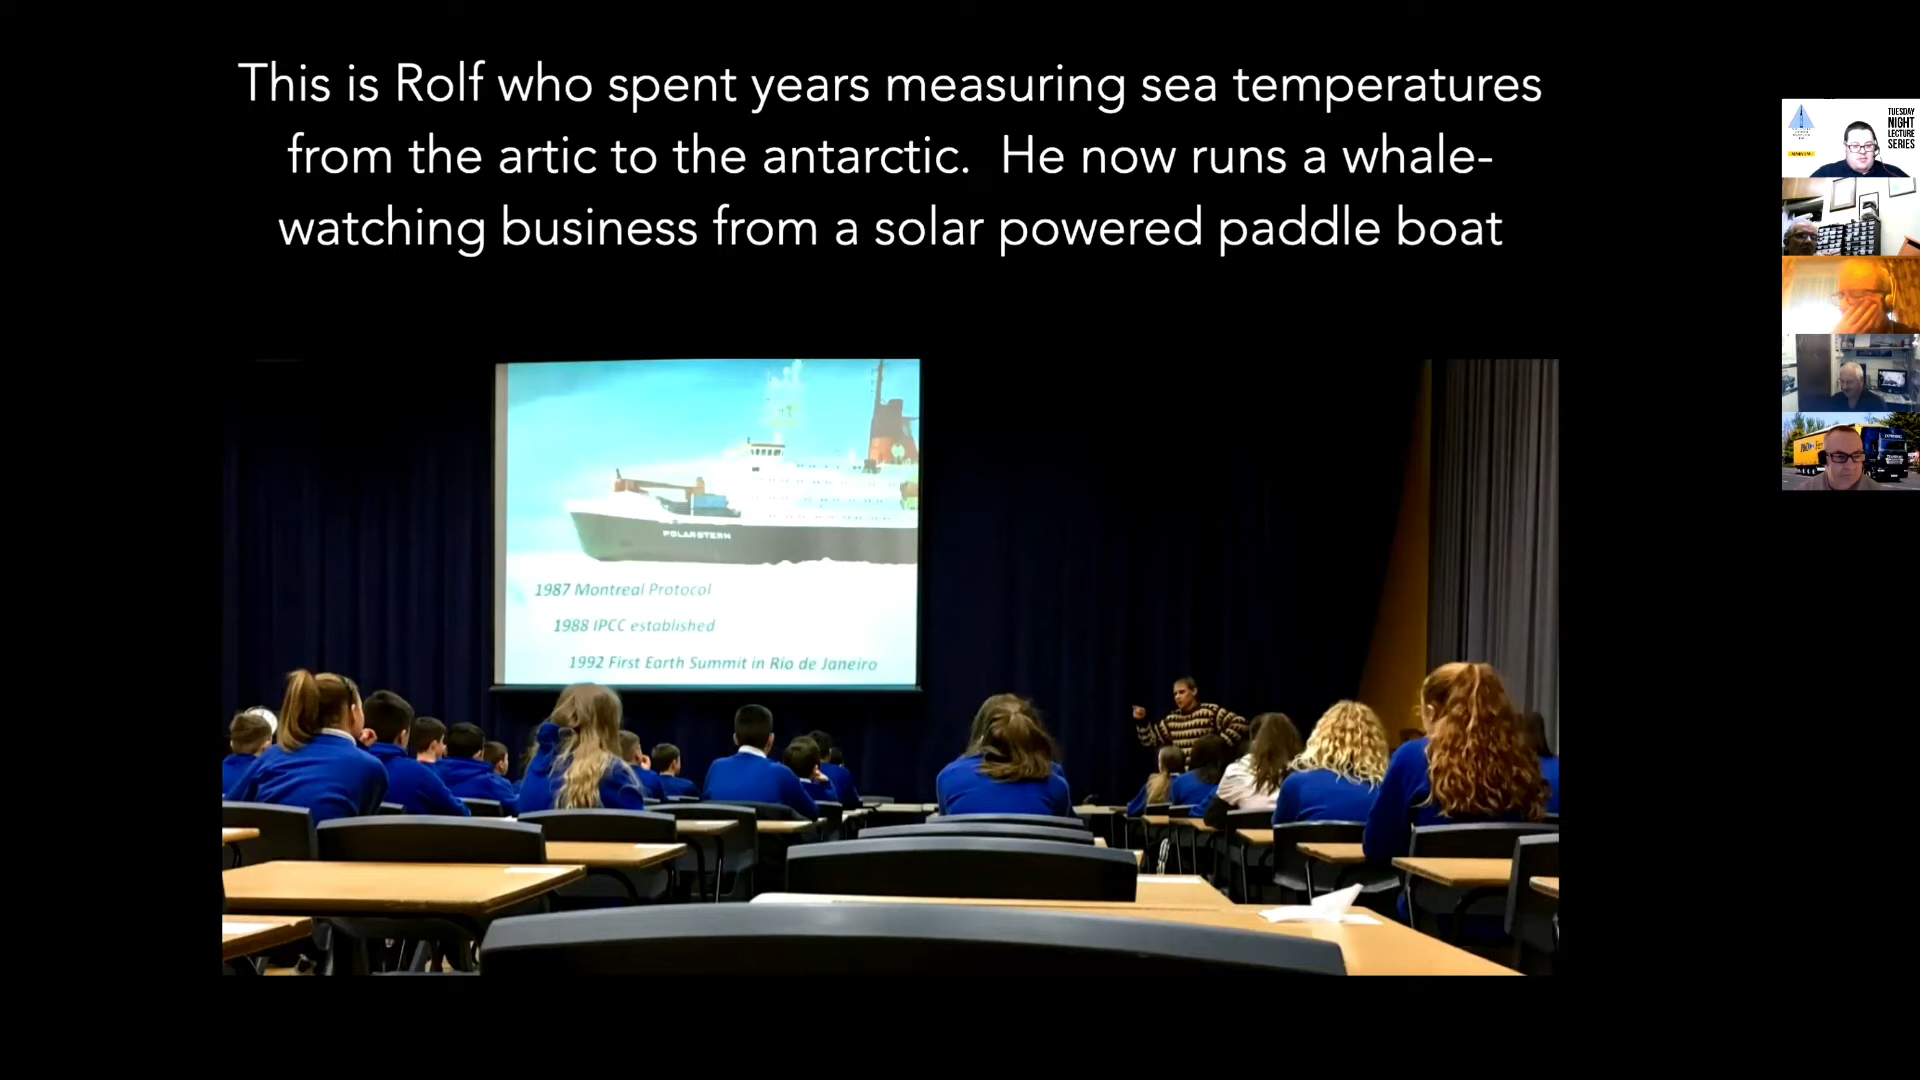 This is Rolf who spent years measuring sea temperatures
from the artic to the antarctic. He now runs a whale-
watching business from a solar powered paddle boat
POLARSTERN
1987 Montreal Protocol
1988 IPCC established
1992 First Earth Summit in Rio de Janeiro
TUESDAY
NIGHT
LECTURE
SERIES